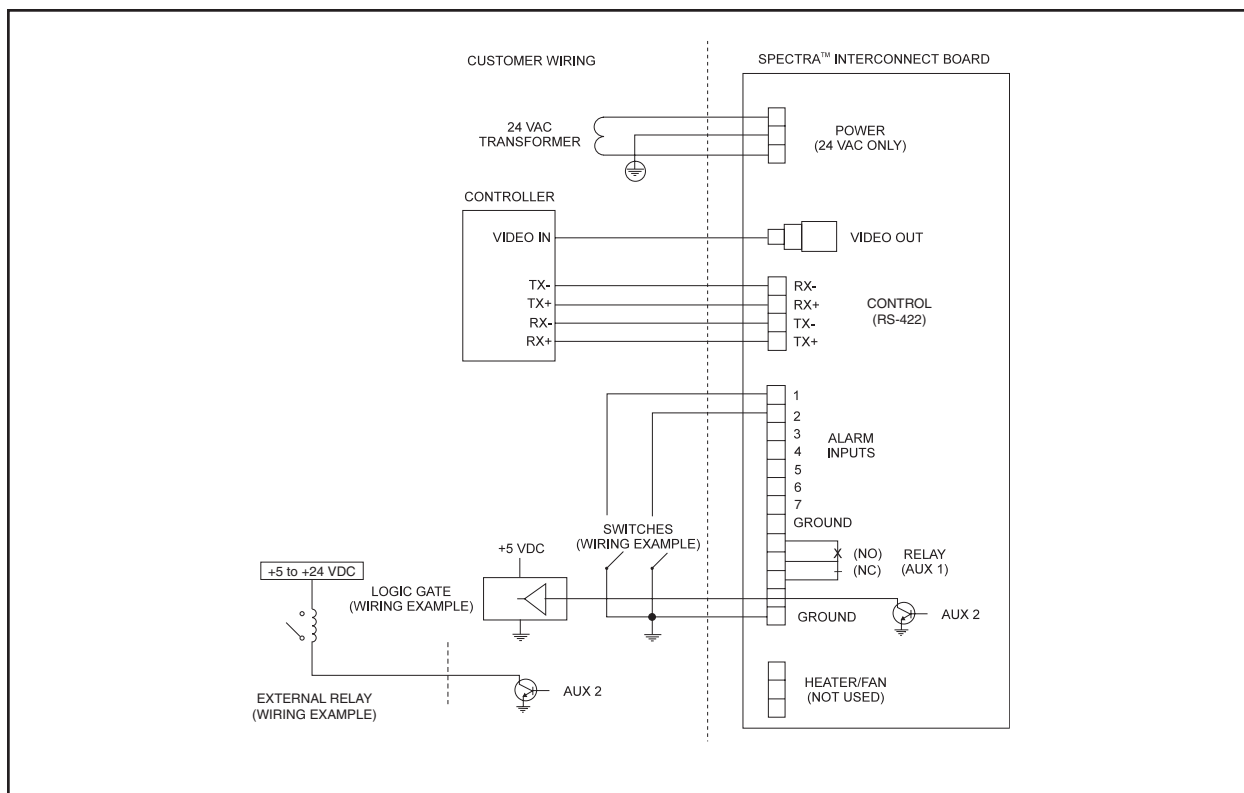 CUSTOMER WIRING
SPECTRA™ INTERCONNECT BOARD
24 VAC
TRANSFORMER
POWER
(24 VAC ONLY)
CONTROLLER
VIDEO IN
VIDEO OUT
TX-
TX+
RX-
RX+
RX-
RX+
TX-
TX+
CONTROL
(RS-422)
1
2
3
4
5
6
7
ALARM
INPUTS
GROUND
SWITCHES
(WIRING EXAMPLE)
(NO)
(NC)
RELAY
(AUX 1)
+5 VDC
+5 to +24 VDC
LOGIC GATE
(WIRING EXAMPLE)
GROUND
AUX 2
EXTERNAL RELAY
(WIRING EXAMPLE)
AUX 2
HEATER/FAN
(NOT USED)